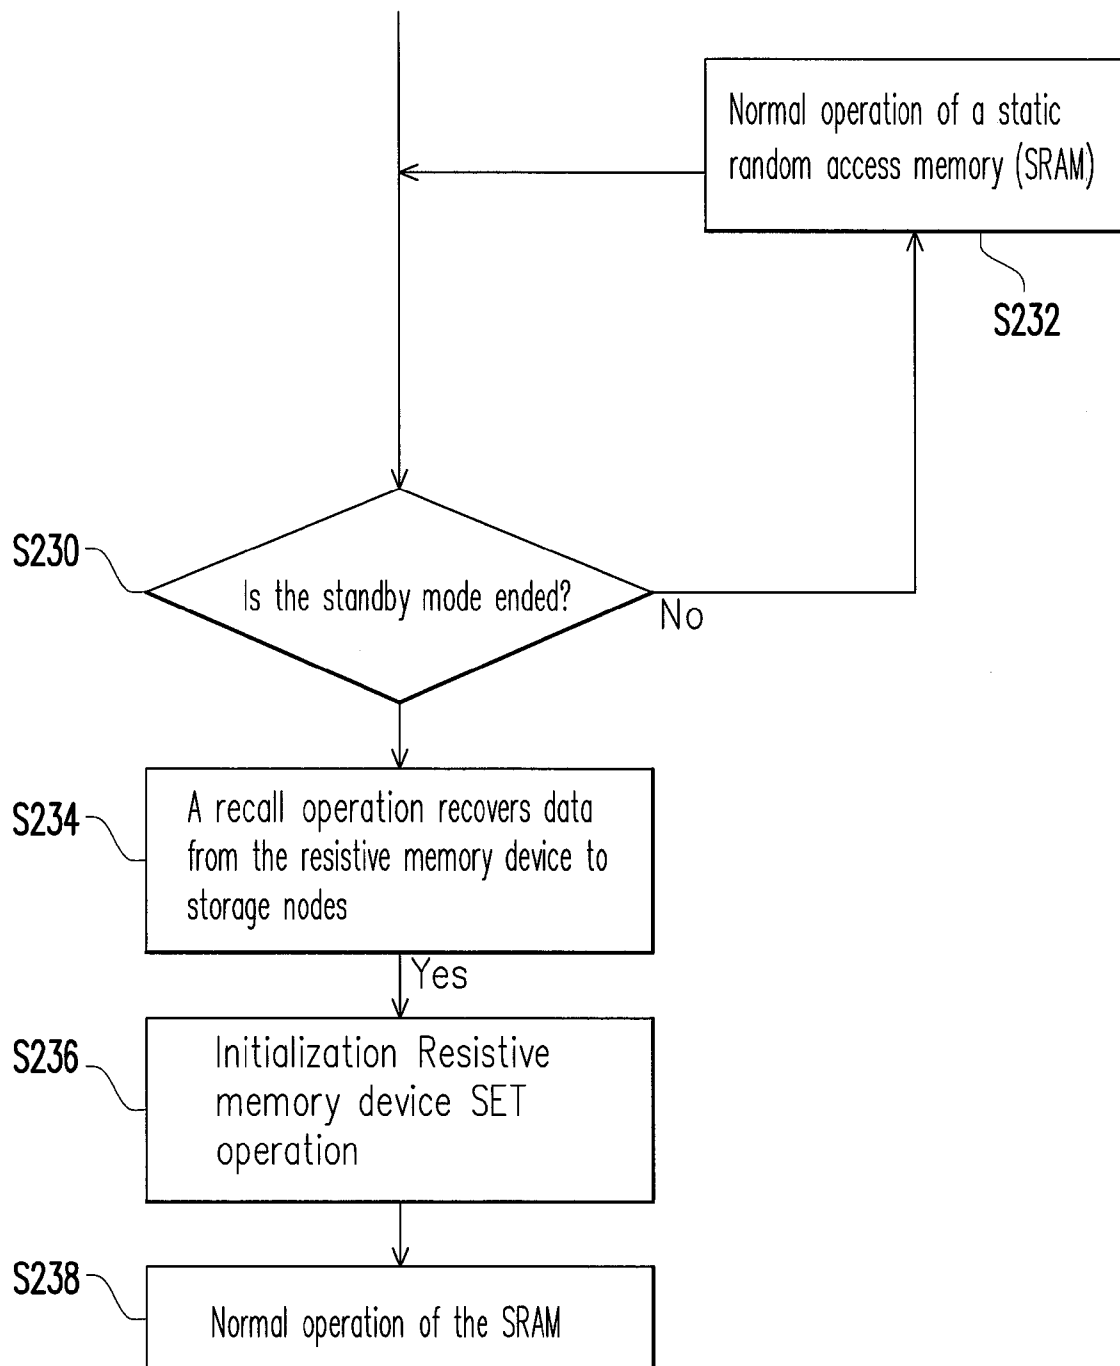 Normal operation of a static
random access memory (SRAM)
S232
S230
Is the standby mode ended?
No
S234
A recall operation recovers data
from the resistive memory device to
storage nodes
Yes
S236
Initialization Resistive
memory device SET
operation
S238
Normal operation of the SRAM